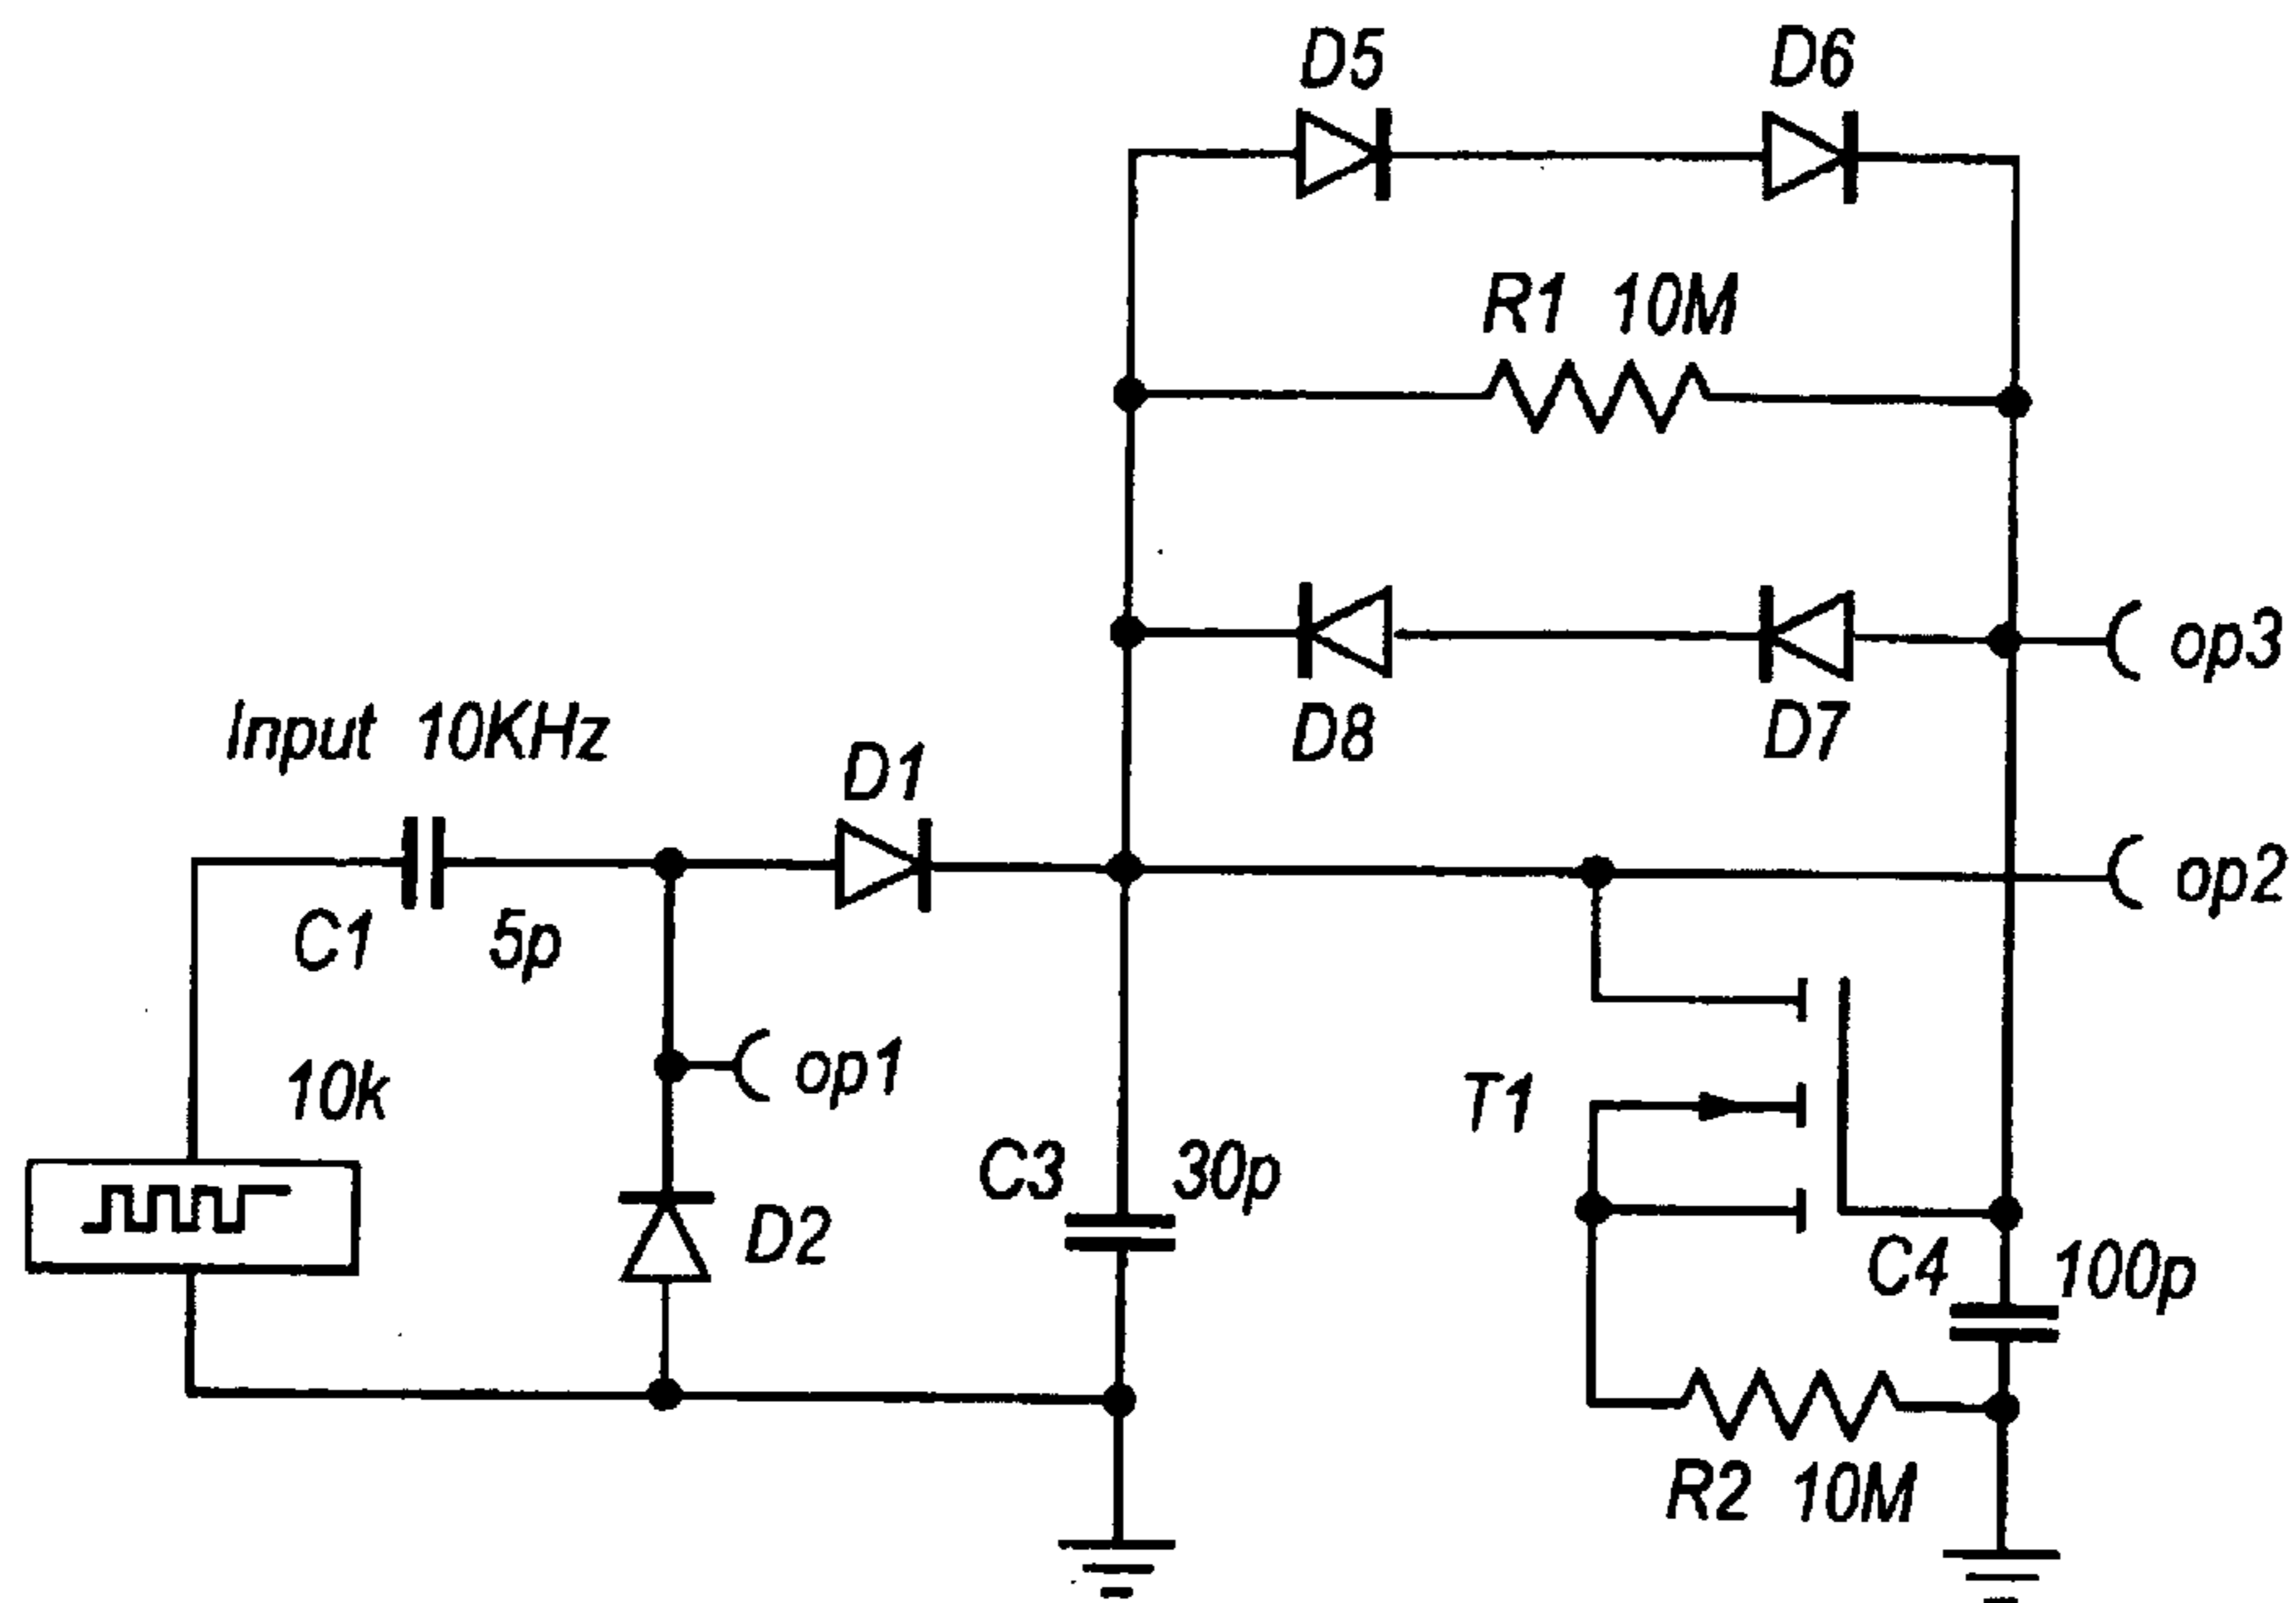 D5
D6
R1 10M
op3
D8
D7
Input 10KHz
D1
op2
C1
5p
10k
op1
T1
C3
30p
D2
C4
100p
R2 10M